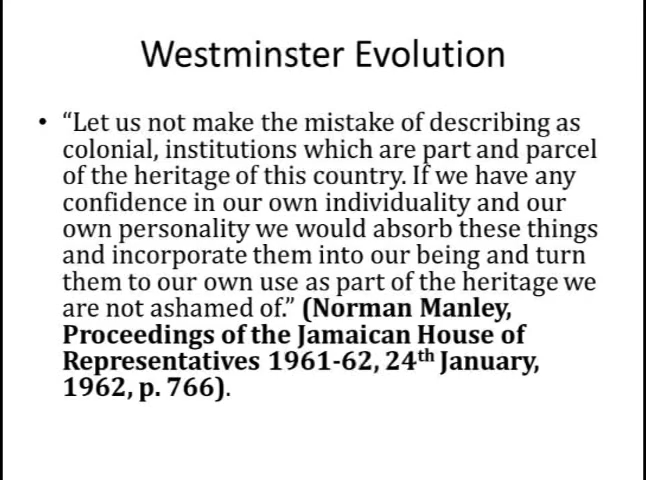 Westminster Evolution
• “Let us not make the mistake of describing as
colonial, institutions which are part and parcel
of the heritage of this country. If we have any
confidence in our own individuality and our
own personality we would absorb these things
and incorporate them into our being and turn
them to our own use as part of the heritage we
are not ashamed of.” (Norman Manley,
Proceedings of the Jamaican House of
Representatives 1961-62, 24th January,
1962, p. 766).